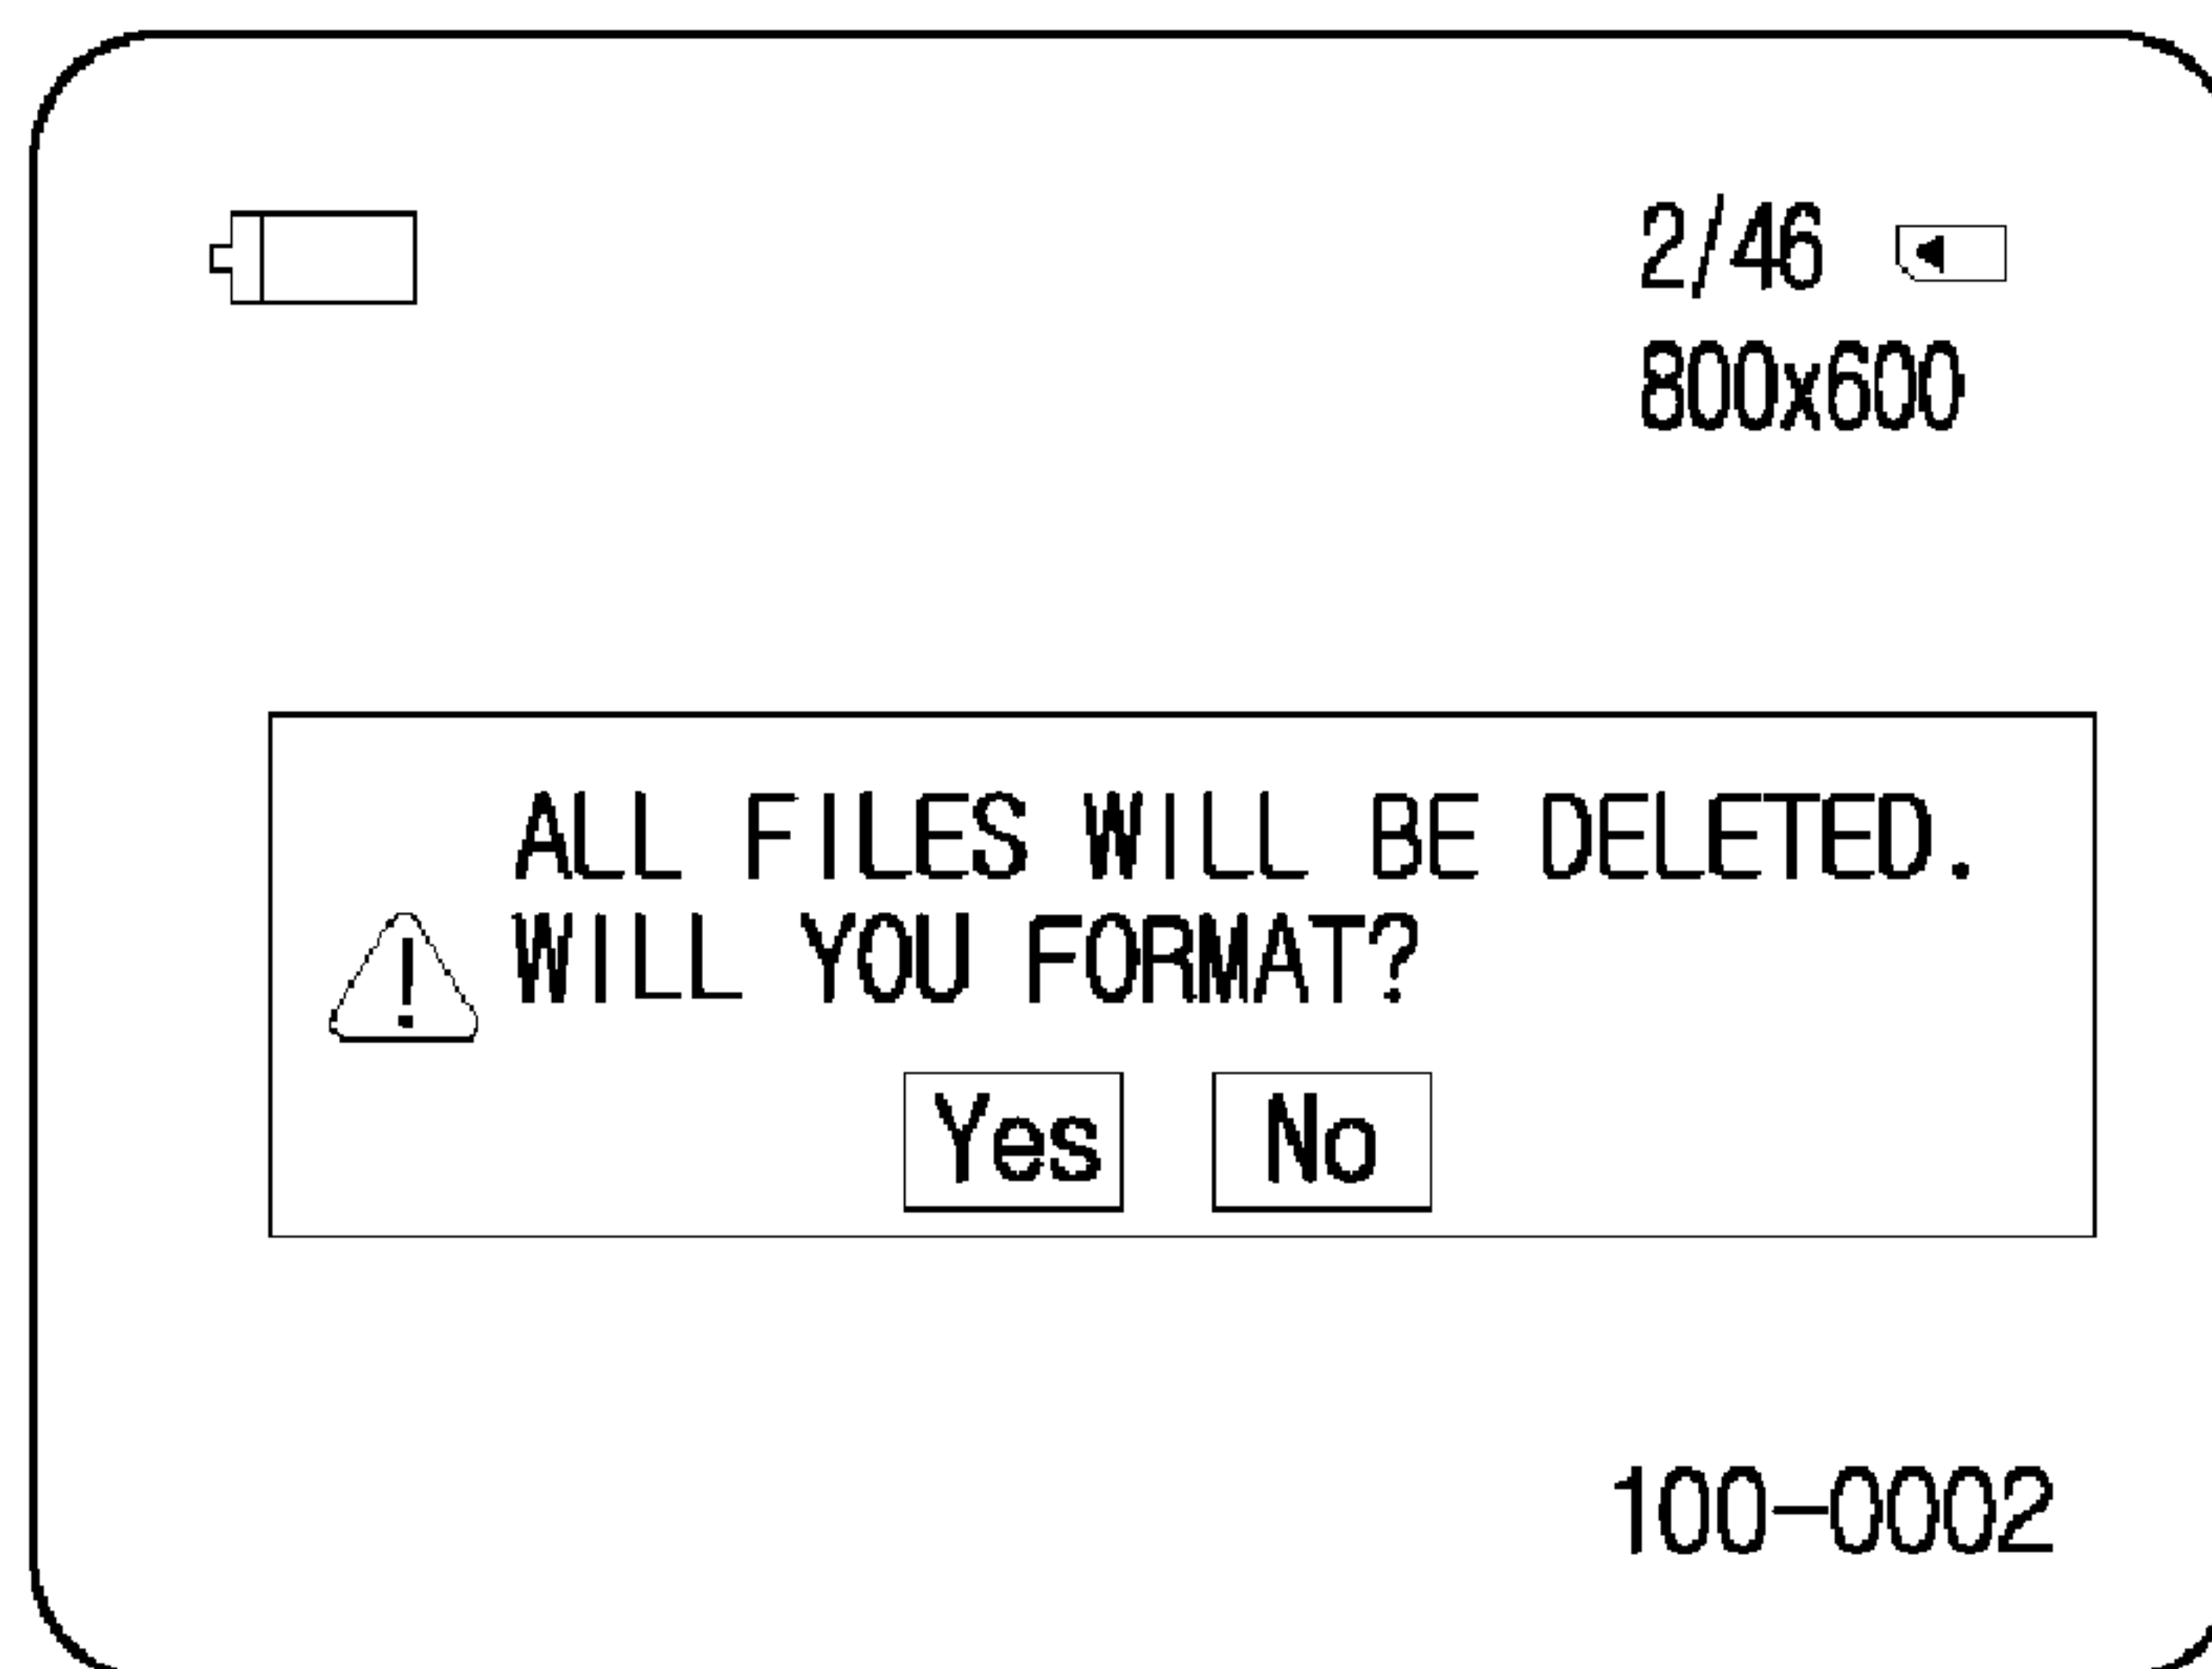 2/46
800x600
ALL FILES WILL BE DELETED.
WILL YOU FORMAT?
Yes No
100-0002